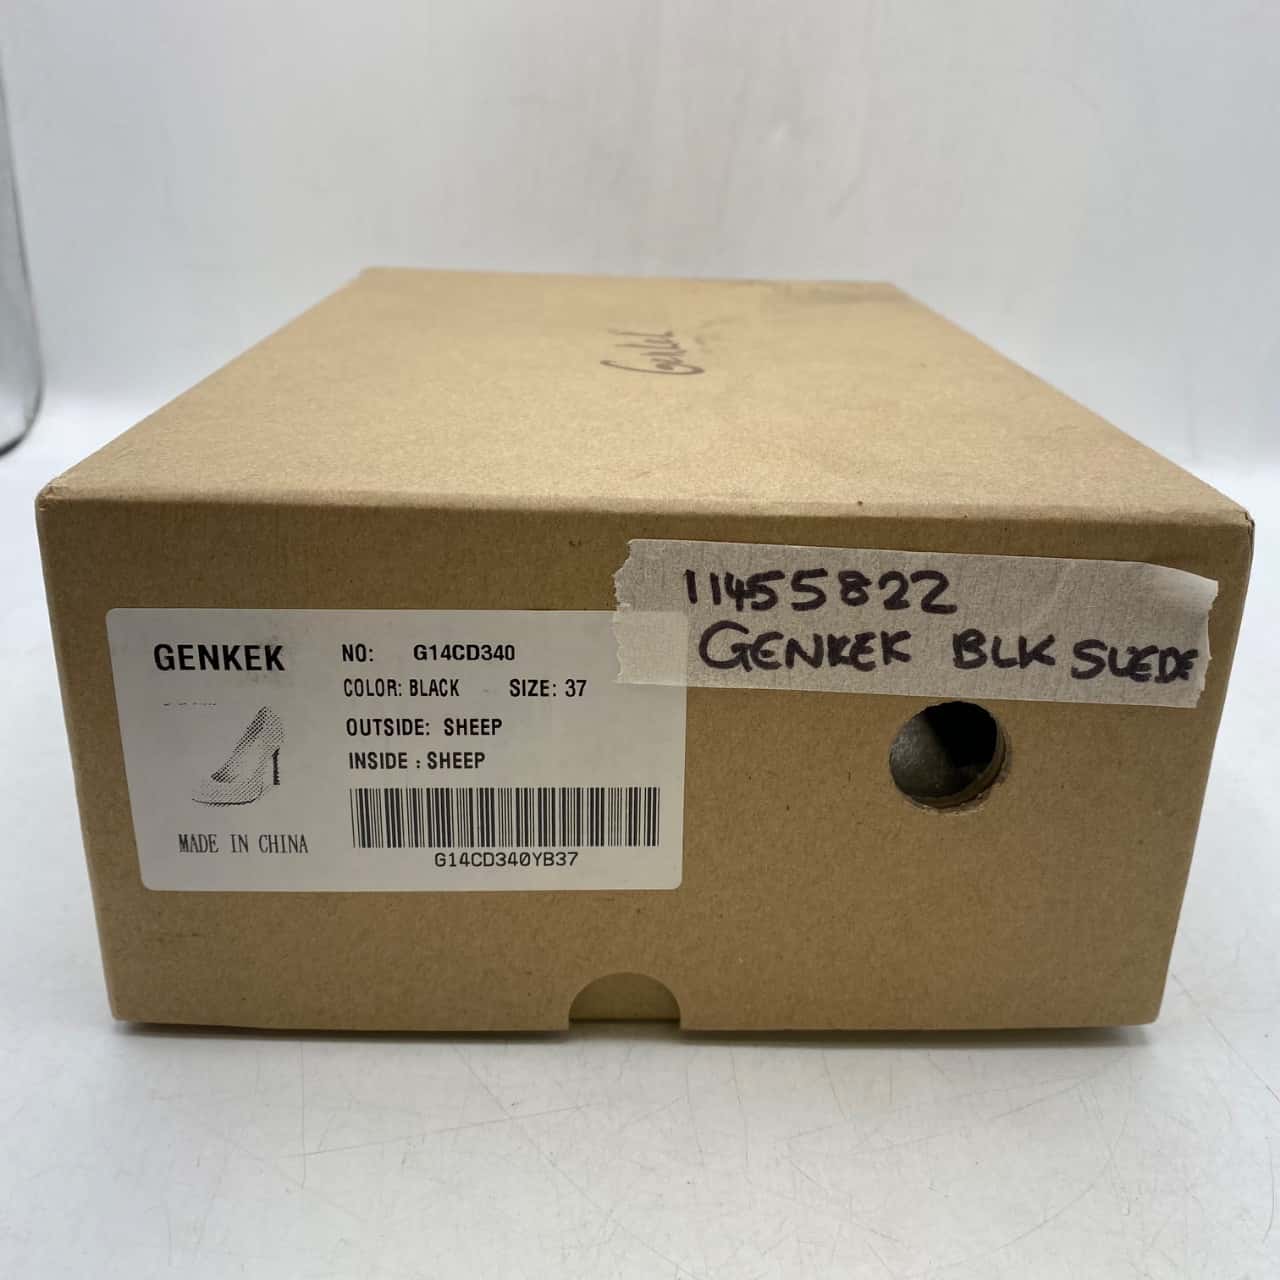 Genkek
11455822
GENKEK BLK SUEDE
GENKEK
NO: G14CD340
COLOR: BLACK SIZE: 37
OUTSIDE: SHEEP
INSIDE : SHEEP
MADE IN CHINA
G14CD340YB37